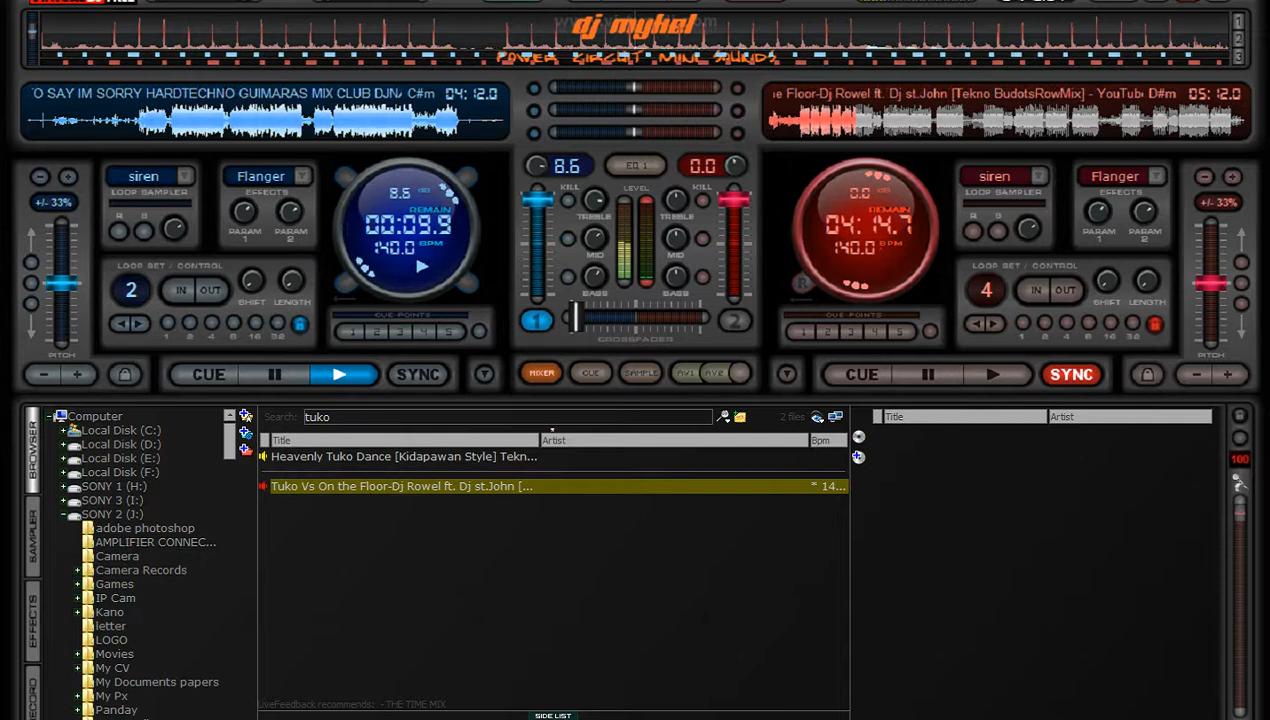 dj mykel
POWER CIRCUIT MINI SOUNDS
1
2
3
'O SAY IM SORRY HARDTECHNO GUIMARAS MIX CLUB DJN/ C#m 04:12.0
ıe Floor-Dj Rowel ft. Dj st.John [Tekno BudotsRowMix] - YouTub( D#m 05:12.0
siren
Flanger
LOOP SAMPLER
EFFECTS
R S
PARAM 1
PARAM 2
+/- 33%
LOOP SET / CONTROL
2
IN OUT
SHIFT LENGTH
1 2 4 8 16 32
PITCH
8.6 dB
REMAIN
00:09.9
140.0 BPM
CUE POINTS
1 2 3 4 5
CUE
SYNC
8.6
EQ 1
0.0
KILL LEVEL KILL
TREBLE TREBLE
MID MID
BASS BASS
1
2
CROSSFADER
MIXER
CUE
SAMPLE
AV1 AV2
0.0 dB
REMAIN
04:14.7
140.0 BPM
R
CUE POINTS
1 2 3 4 5
CUE
SYNC
siren
Flanger
LOOP SAMPLER
EFFECTS
R S
PARAM 1
PARAM 2
+/- 33%
LOOP SET / CONTROL
4
IN OUT
SHIFT LENGTH
1 2 4 8 16 32
PITCH
BROWSER
SAMPLER
EFFECTS
RECORD
Computer
Local Disk (C:)
Local Disk (D:)
Local Disk (E:)
Local Disk (F:)
SONY 1 (H:)
SONY 3 (I:)
SONY 2 (J:)
adobe photoshop
AMPLIFIER CONNEC...
Camera
Camera Records
Games
IP Cam
Kano
letter
LOGO
Movies
My CV
My Documents papers
My Px
Panday
Search: tuko
2 files
Title Artist Bpm
Heavenly Tuko Dance [Kidapawan Style] Tekn...
Tuko Vs On the Floor-Dj Rowel ft. Dj st.John [... * 14...
LiveFeedback recommends: - THE TIME MIX
SIDE LIST
Title Artist
100